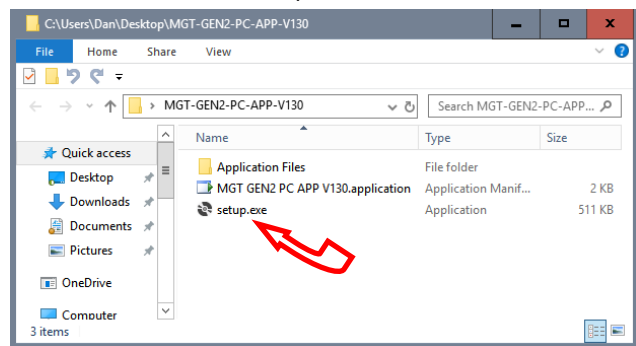 C:\Users\Dan\Desktop\MGT-GEN2-PC-APP-V130
File Home Share View
MGT-GEN2-PC-APP-V130 Search MGT-GEN2-PC-APP...
Name Type Size
Quick access
Application Files File folder
Desktop
MGT GEN2 PC APP V130.application Application Manif... 2 KB
Downloads
setup.exe Application 511 KB
Documents
Pictures
OneDrive
Computer
3 items